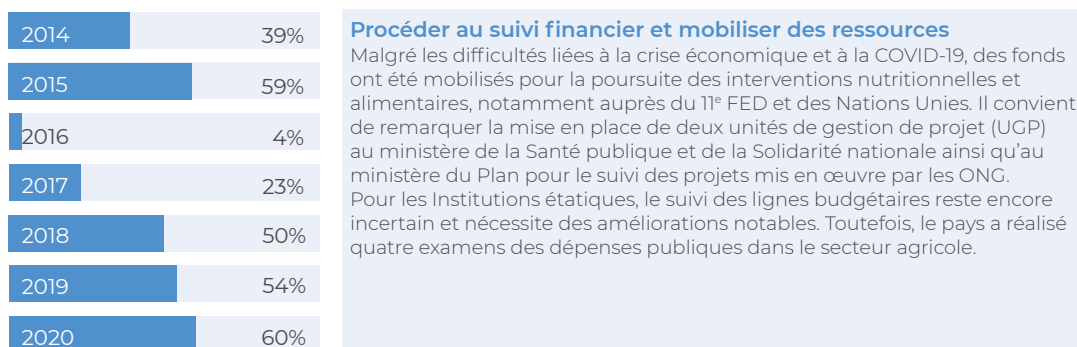 2014 39%
2015 59%
2016 4%
2017 23%
2018 50%
2019 54%
2020 60%
Procéder au suivi financier et mobiliser des ressources
Malgré les difficultés liées à la crise économique et à la COVID-19, des fonds
ont été mobilisés pour la poursuite des interventions nutritionnelles et
alimentaires, notamment auprès du 11e FED et des Nations Unies. Il convient
de remarquer la mise en place de deux unités de gestion de projet (UGP)
au ministère de la Santé publique et de la Solidarité nationale ainsi qu'au
ministère du Plan pour le suivi des projets mis en œuvre par les ONG.
Pour les Institutions étatiques, le suivi des lignes budgétaires reste encore
incertain et nécessite des améliorations notables. Toutefois, le pays a réalisé
quatre examens des dépenses publiques dans le secteur agricole.